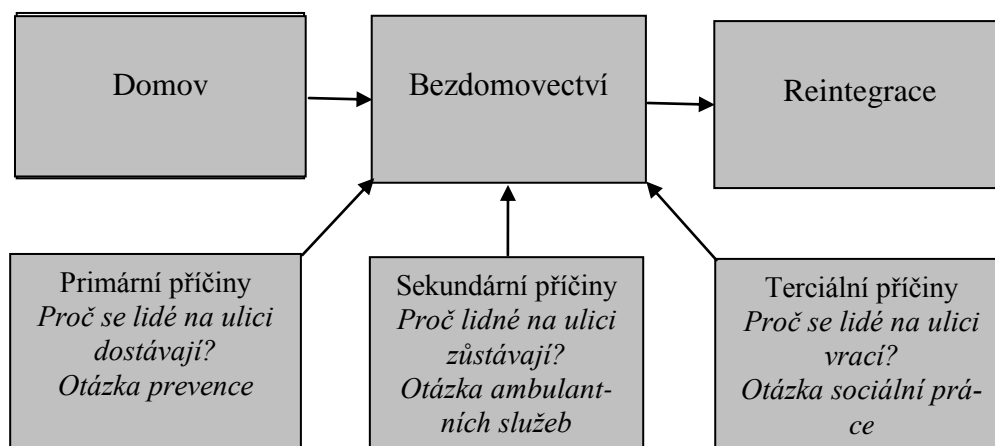 Domov
Bezdomovectví
Reintegrace
Primární příčiny
Proč se lidé na ulici
dostávají?
Otázka prevence
Sekundární příčiny
Proč lidné na ulici
zůstávají?
Otázka ambulant-
ních služeb
Terciální příčiny
Proč se lidé na ulici
vrací?
Otázka sociální prá-
ce